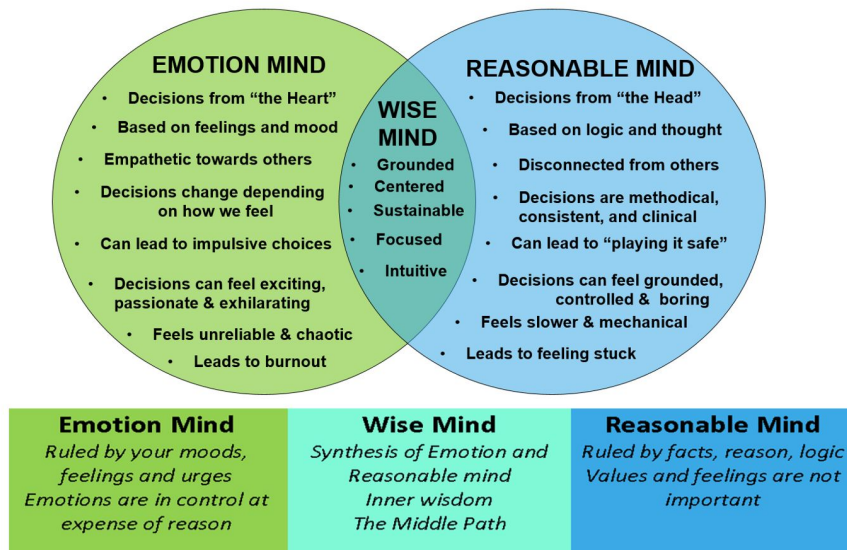 EMOTION MIND
• Decisions from “the Heart”
• Based on feelings and mood
• Empathetic towards others
• Decisions change depending
on how we feel
• Can lead to impulsive choices
• Decisions can feel exciting,
passionate & exhilarating
• Feels unreliable & chaotic
• Leads to burnout
WISE
MIND
• Grounded
• Centered
• Sustainable
• Focused
• Intuitive
REASONABLE MIND
• Decisions from “the Head”
• Based on logic and thought
• Disconnected from others
• Decisions are methodical,
consistent, and clinical
• Can lead to “playing it safe”
• Decisions can feel grounded,
controlled & boring
• Feels slower & mechanical
• Leads to feeling stuck
Emotion Mind
Ruled by your moods,
feelings and urges
Emotions are in control at
expense of reason
Wise Mind
Synthesis of Emotion and
Reasonable mind
Inner wisdom
The Middle Path
Reasonable Mind
Ruled by facts, reason, logic
Values and feelings are not
important